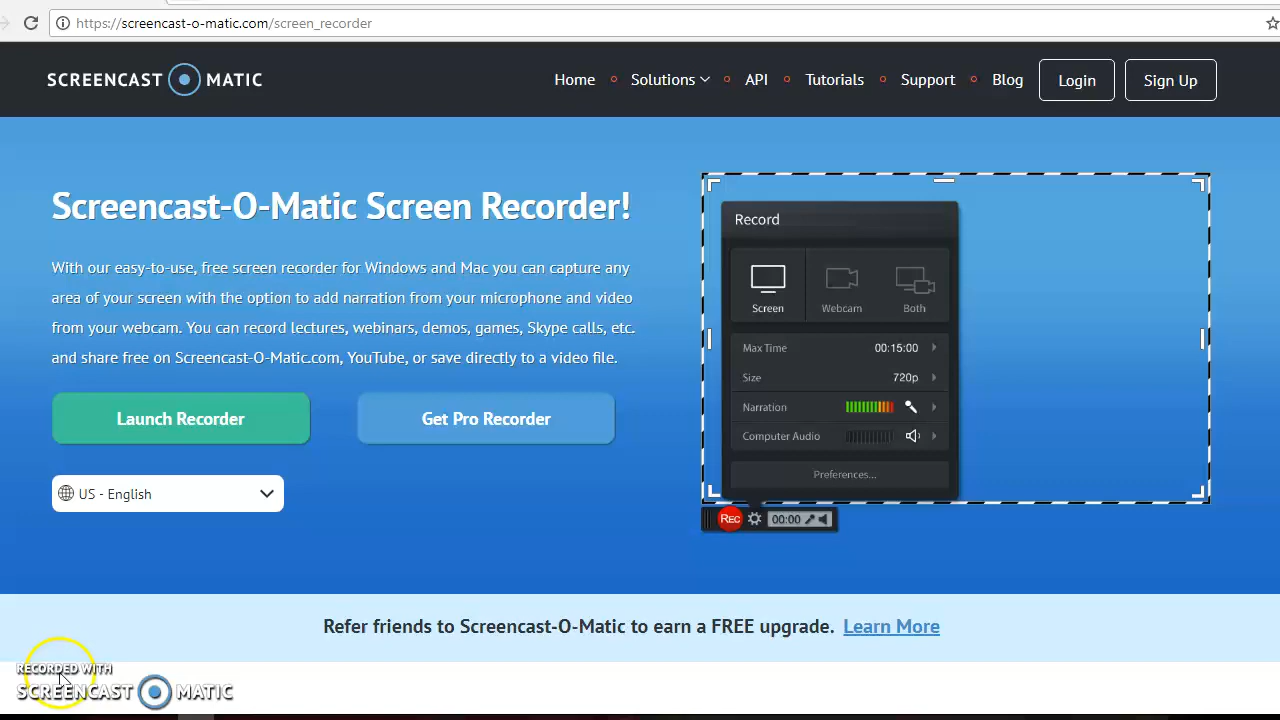 https://screencast-o-matic.com/screen_recorder
SCREENCAST MATIC
Home Solutions API Tutorials Support Blog Login Sign Up
Screencast-O-Matic Screen Recorder!
With our easy-to-use, free screen recorder for Windows and Mac you can capture any
area of your screen with the option to add narration from your microphone and video
from your webcam. You can record lectures, webinars, demos, games, Skype calls, etc.
and share free on Screencast-O-Matic.com, YouTube, or save directly to a video file.
Launch Recorder Get Pro Recorder
US - English
Record
Screen Webcam Both
Max Time 00:15:00
Size 720p
Narration
Computer Audio
Preferences...
REC 00:00
Refer friends to Screencast-O-Matic to earn a FREE upgrade. Learn More
RECORDED WITH
SCREENCAST MATIC